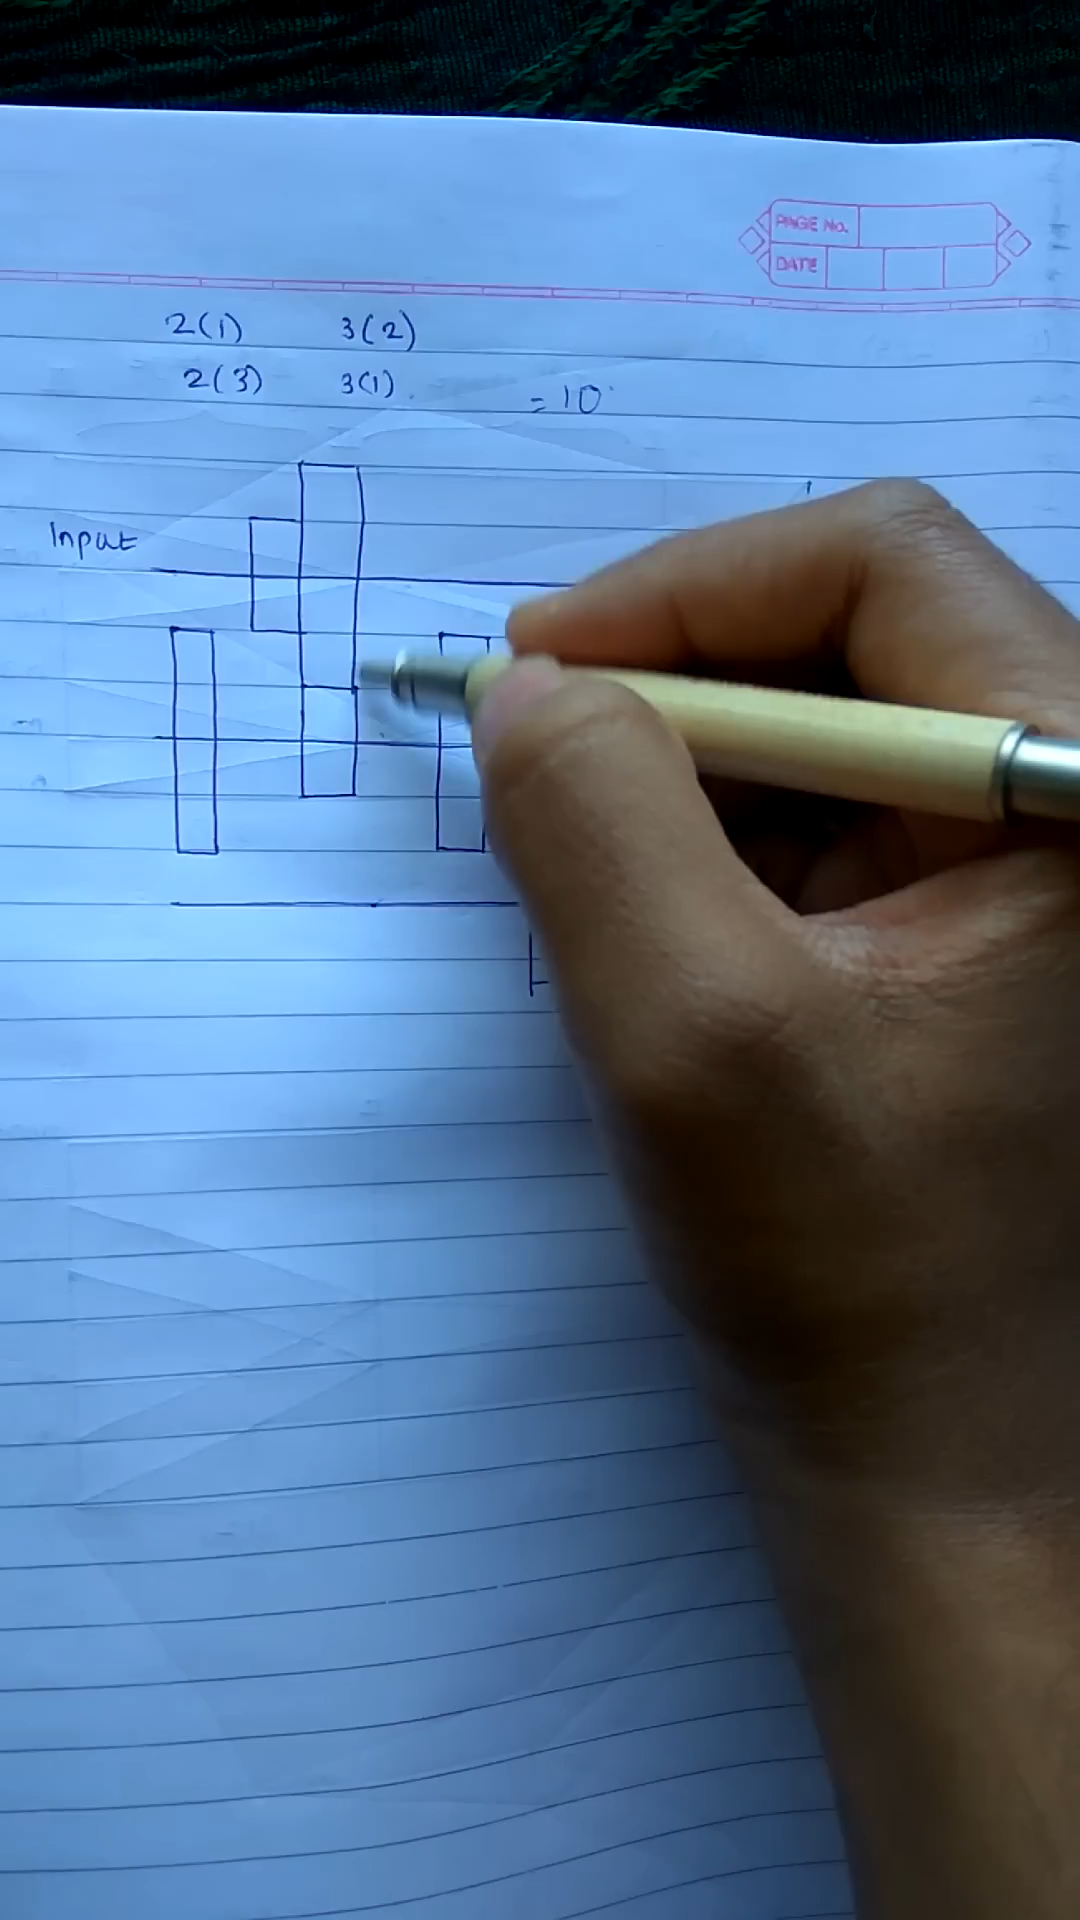 PAGE No.
DATE
2(1) 3(2)
2(3) 3(1) = 10
Input